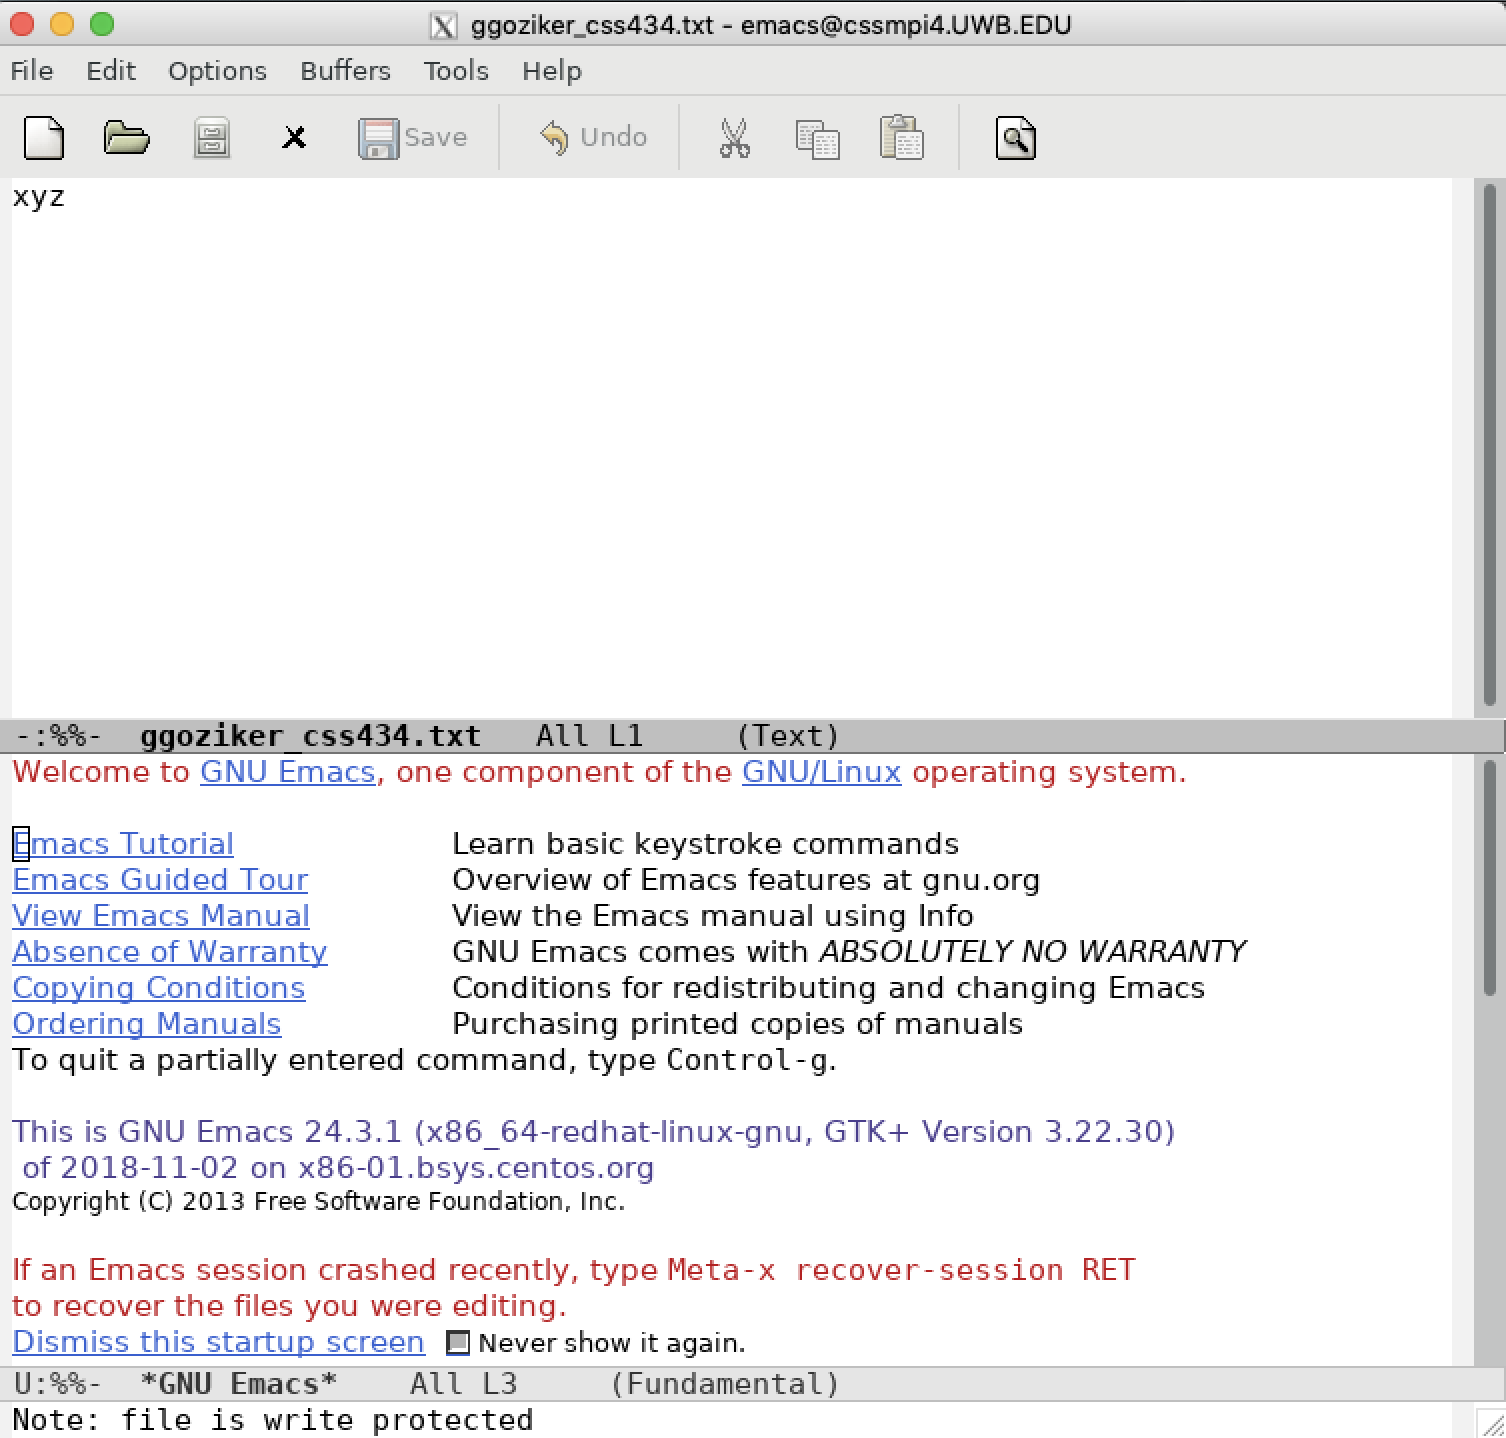 ggoziker_css434.txt - emacs@cssmpi4.UWB.EDU
File Edit Options Buffers Tools Help
Save Undo
xyz
-:%%-  ggoziker_css434.txt   All L1     (Text)
Welcome to GNU Emacs, one component of the GNU/Linux operating system.
Emacs Tutorial Learn basic keystroke commands
Emacs Guided Tour Overview of Emacs features at gnu.org
View Emacs Manual View the Emacs manual using Info
Absence of Warranty GNU Emacs comes with ABSOLUTELY NO WARRANTY
Copying Conditions Conditions for redistributing and changing Emacs
Ordering Manuals Purchasing printed copies of manuals
To quit a partially entered command, type Control-g.
This is GNU Emacs 24.3.1 (x86_64-redhat-linux-gnu, GTK+ Version 3.22.30)
of 2018-11-02 on x86-01.bsys.centos.org
Copyright (C) 2013 Free Software Foundation, Inc.
If an Emacs session crashed recently, type Meta-x recover-session RET
to recover the files you were editing.
Dismiss this startup screen Never show it again.
U:%%-  *GNU Emacs*    All L3     (Fundamental)
Note: file is write protected